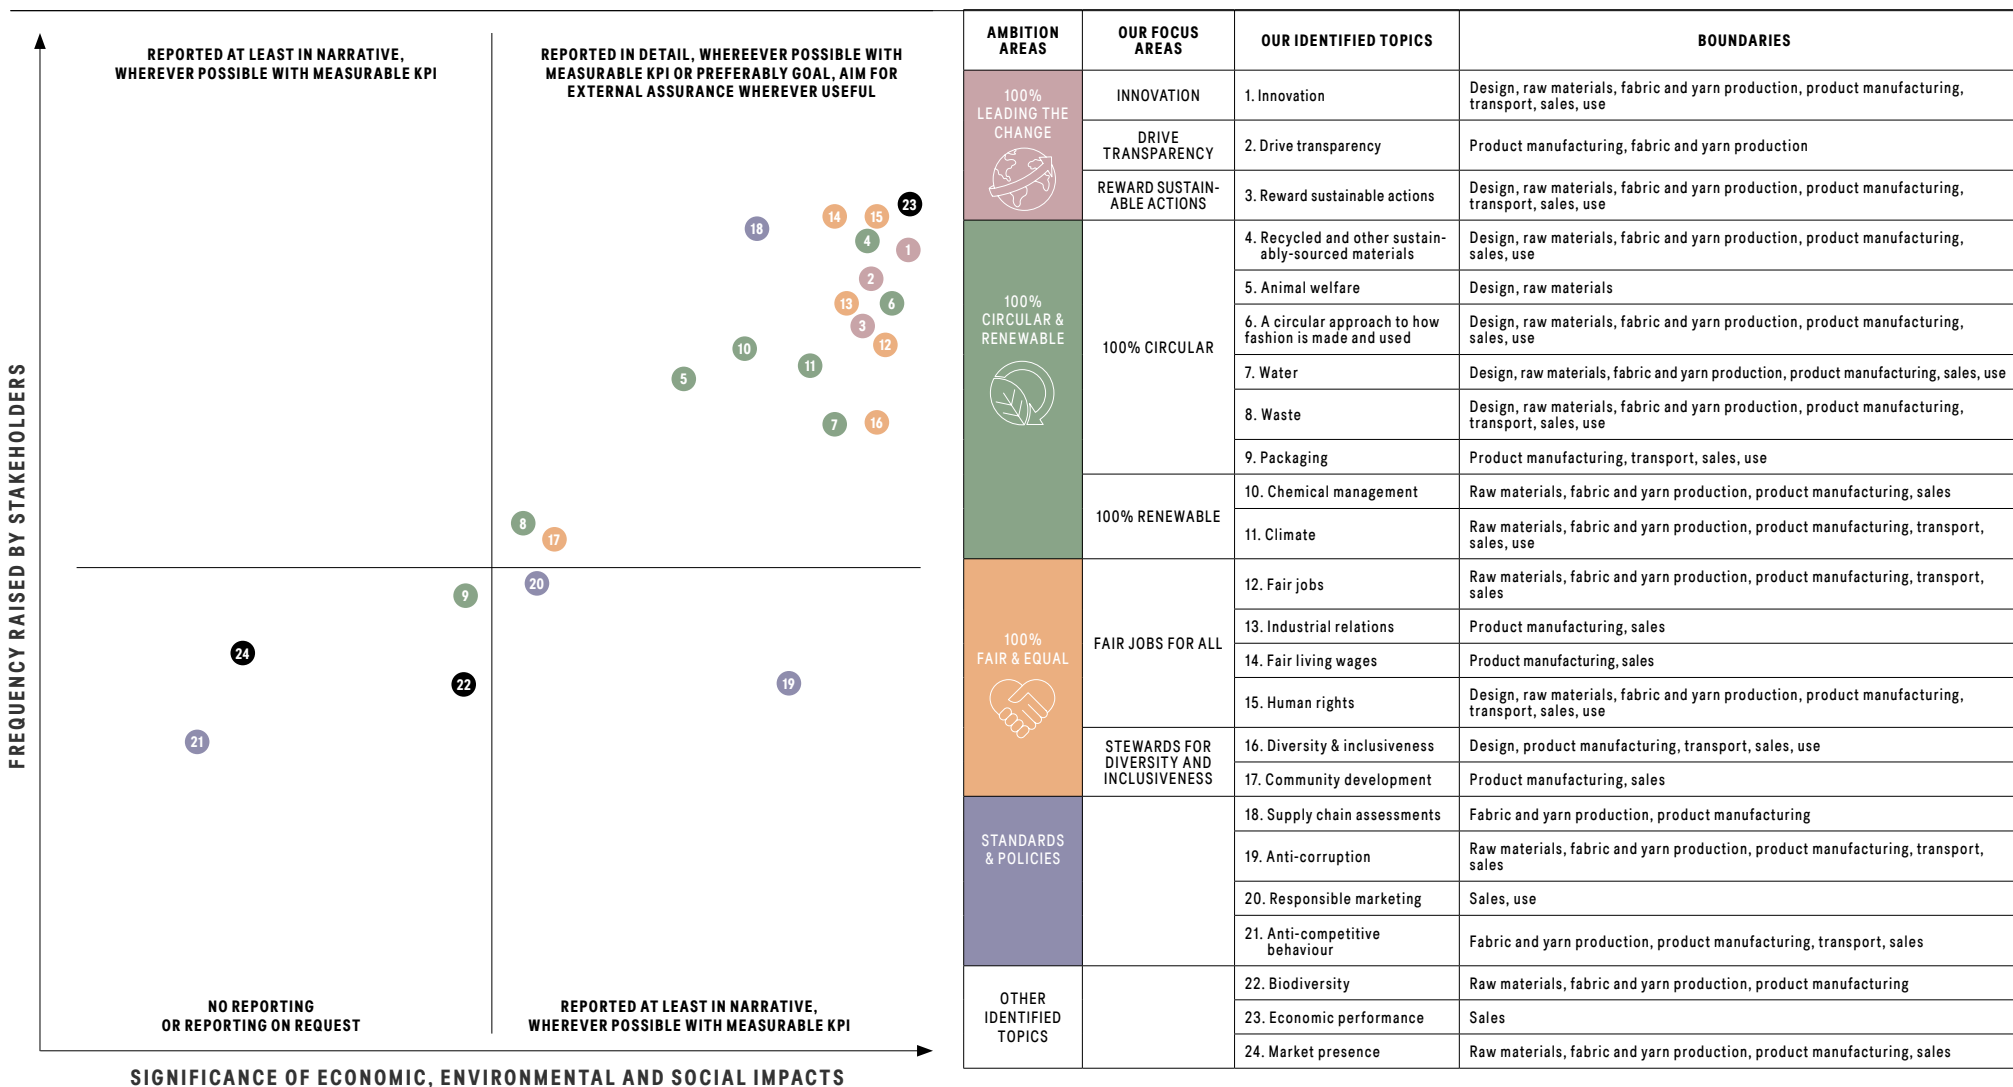 REPORTED AT LEAST IN NARRATIVE,
WHEREVER POSSIBLE WITH MEASURABLE KPI
REPORTED IN DETAIL, WHEREEVER POSSIBLE WITH
MEASURABLE KPI OR PREFERABLY GOAL, AIM FOR
EXTERNAL ASSURANCE WHEREVER USEFUL
FREQUENCY RAISED BY STAKEHOLDERS
23
14
15
18
4
1
2
13
6
3
12
10
11
5
7
16
8
17
20
9
24
22
19
21
NO REPORTING
OR REPORTING ON REQUEST
REPORTED AT LEAST IN NARRATIVE,
WHEREVER POSSIBLE WITH MEASURABLE KPI
SIGNIFICANCE OF ECONOMIC, ENVIRONMENTAL AND SOCIAL IMPACTS
AMBITION
AREAS
OUR FOCUS
AREAS
OUR IDENTIFIED TOPICS
BOUNDARIES
100%
LEADING THE
CHANGE
INNOVATION
1. Innovation
Design, raw materials, fabric and yarn production, product manufacturing,
transport, sales, use
DRIVE
TRANSPARENCY
2. Drive transparency
Product manufacturing, fabric and yarn production
REWARD SUSTAIN-
ABLE ACTIONS
3. Reward sustainable actions
Design, raw materials, fabric and yarn production, product manufacturing,
transport, sales, use
100%
CIRCULAR &
RENEWABLE
100% CIRCULAR
4. Recycled and other sustain-
ably-sourced materials
Design, raw materials, fabric and yarn production, product manufacturing,
sales, use
5. Animal welfare
Design, raw materials
6. A circular approach to how
fashion is made and used
Design, raw materials, fabric and yarn production, product manufacturing,
sales, use
7. Water
Design, raw materials, fabric and yarn production, product manufacturing, sales, use
8. Waste
Design, raw materials, fabric and yarn production, product manufacturing,
transport, sales, use
9. Packaging
Product manufacturing, transport, sales, use
100% RENEWABLE
10. Chemical management
Raw materials, fabric and yarn production, product manufacturing, sales
11. Climate
Raw materials, fabric and yarn production, product manufacturing, transport,
sales, use
100%
FAIR & EQUAL
FAIR JOBS FOR ALL
12. Fair jobs
Raw materials, fabric and yarn production, product manufacturing, transport,
sales
13. Industrial relations
Product manufacturing, sales
14. Fair living wages
Product manufacturing, sales
15. Human rights
Design, raw materials, fabric and yarn production, product manufacturing,
transport, sales, use
STEWARDS FOR
DIVERSITY AND
INCLUSIVENESS
16. Diversity & inclusiveness
Design, product manufacturing, transport, sales, use
17. Community development
Product manufacturing, sales
STANDARDS
& POLICIES
18. Supply chain assessments
Fabric and yarn production, product manufacturing
19. Anti-corruption
Raw materials, fabric and yarn production, product manufacturing, transport,
sales
20. Responsible marketing
Sales, use
21. Anti-competitive
behaviour
Fabric and yarn production, product manufacturing, transport, sales
OTHER
IDENTIFIED
TOPICS
22. Biodiversity
Raw materials, fabric and yarn production, product manufacturing
23. Economic performance
Sales
24. Market presence
Raw materials, fabric and yarn production, product manufacturing, sales